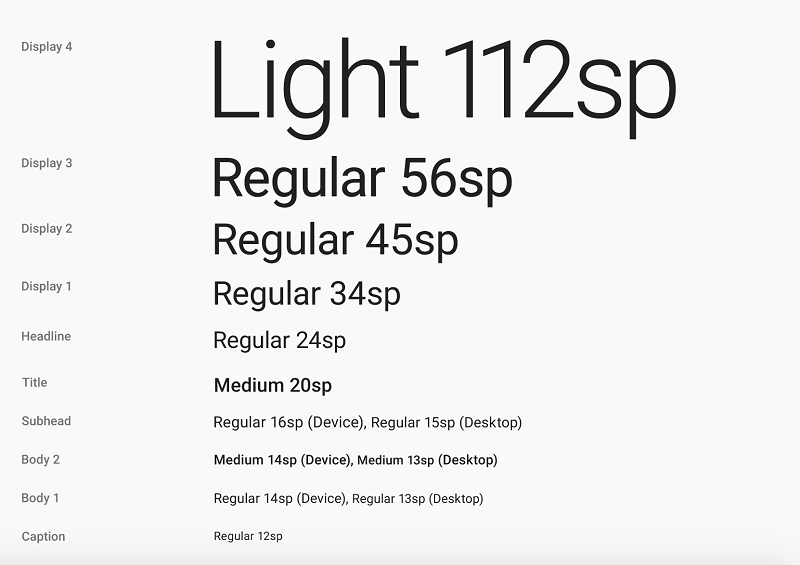 Display 4 Light 112sp
Display 3 Regular 56sp
Display 2 Regular 45sp
Display 1 Regular 34sp
Headline Regular 24sp
Title Medium 20sp
Subhead Regular 16sp (Device), Regular 15sp (Desktop)
Body 2 Medium 14sp (Device), Medium 13sp (Desktop)
Body 1 Regular 14sp (Device), Regular 13sp (Desktop)
Caption Regular 12sp